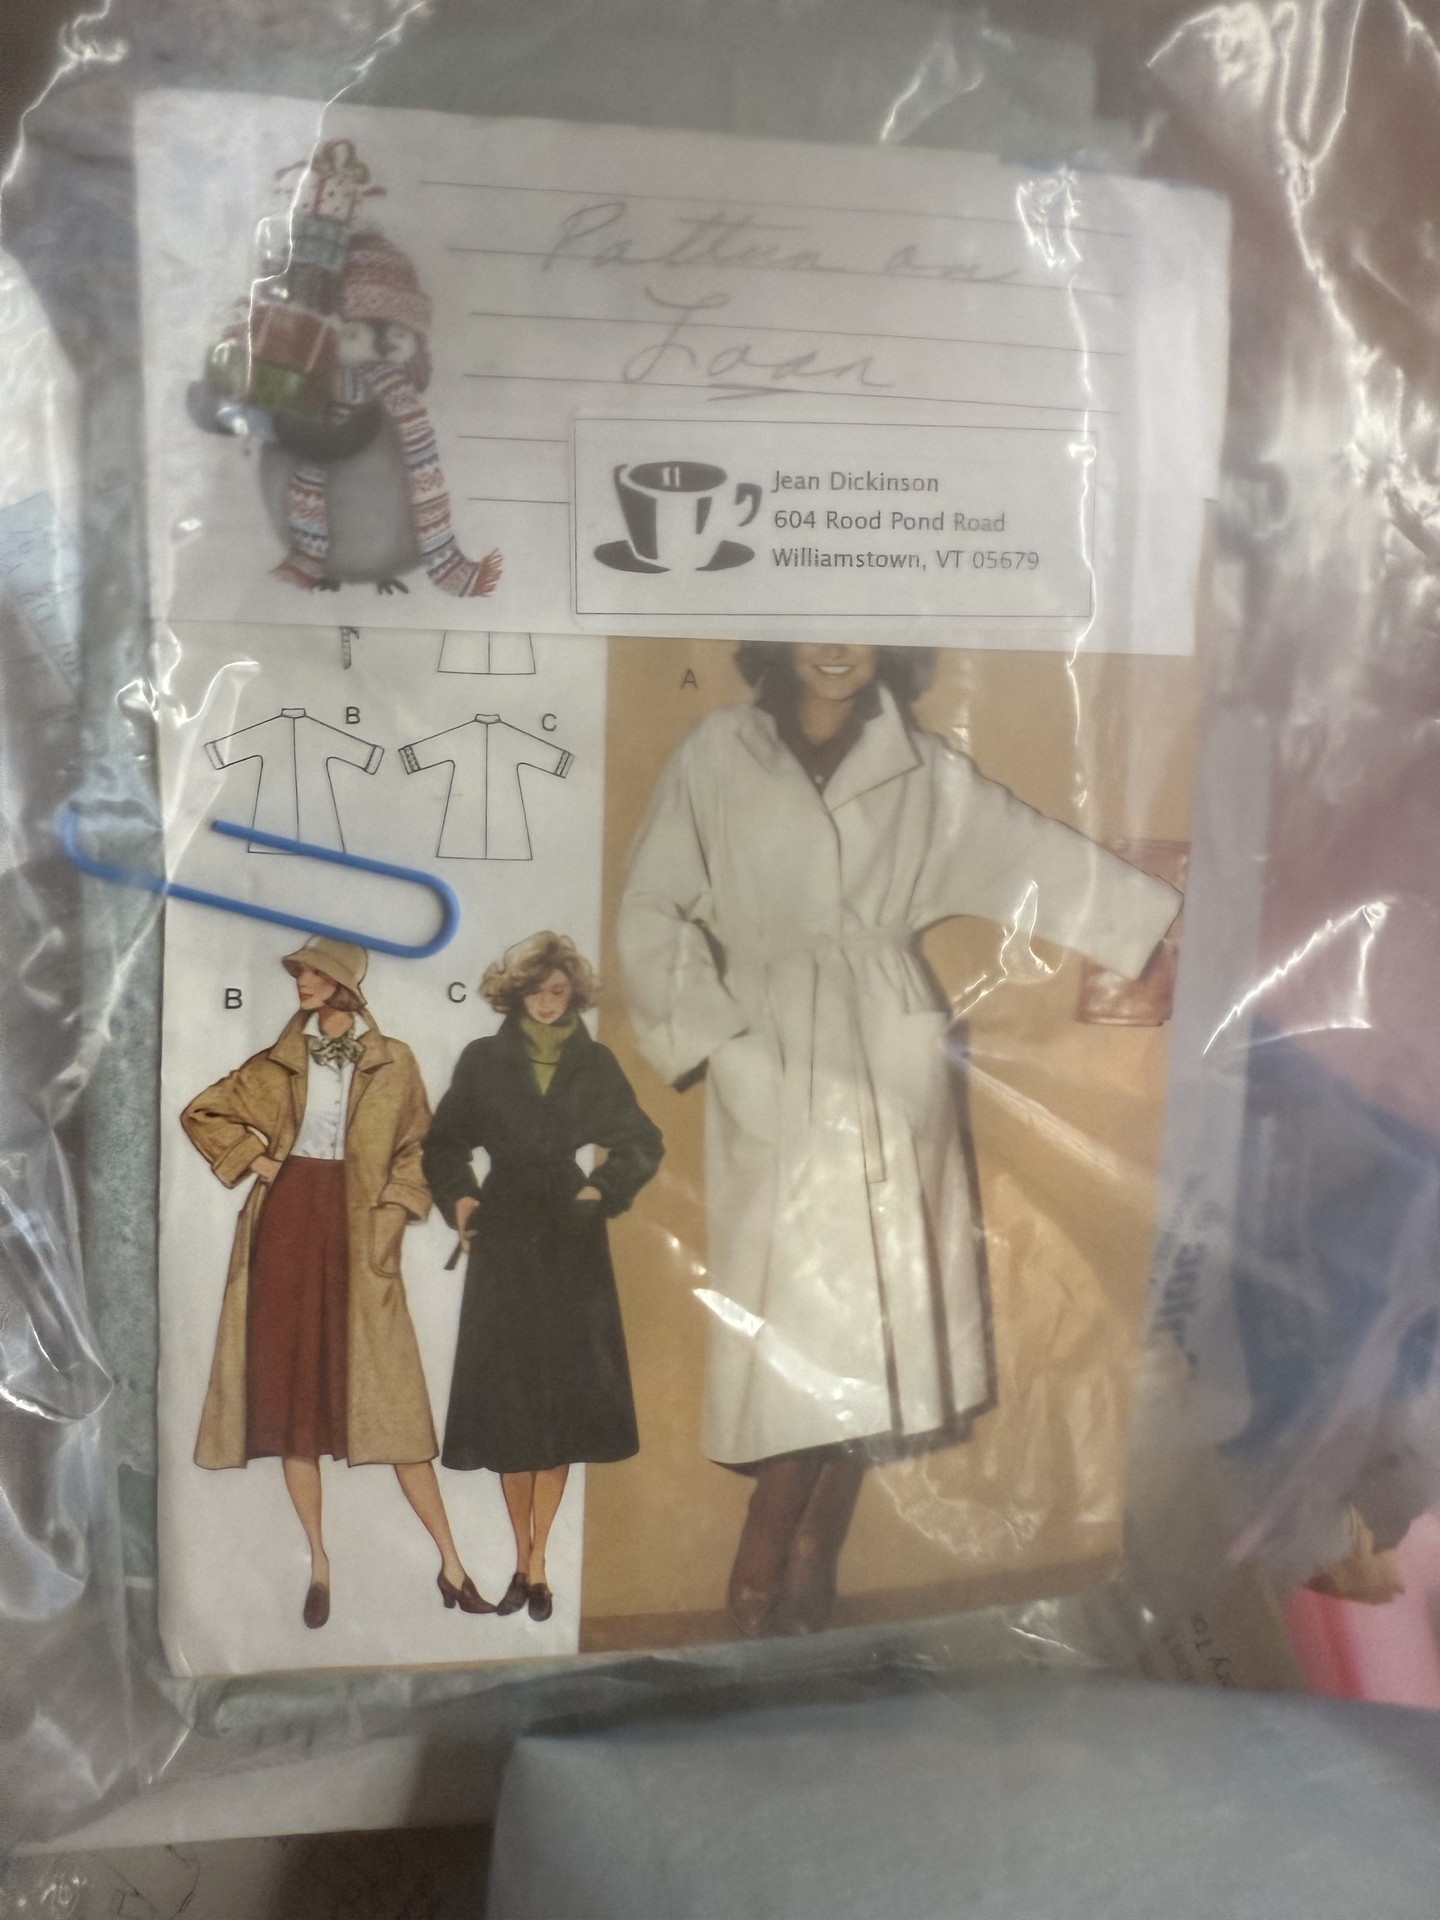 Pattern on
Loan
Jean Dickinson
604 Rood Pond Road
Williamstown, VT 05679
A
B
C
B
C